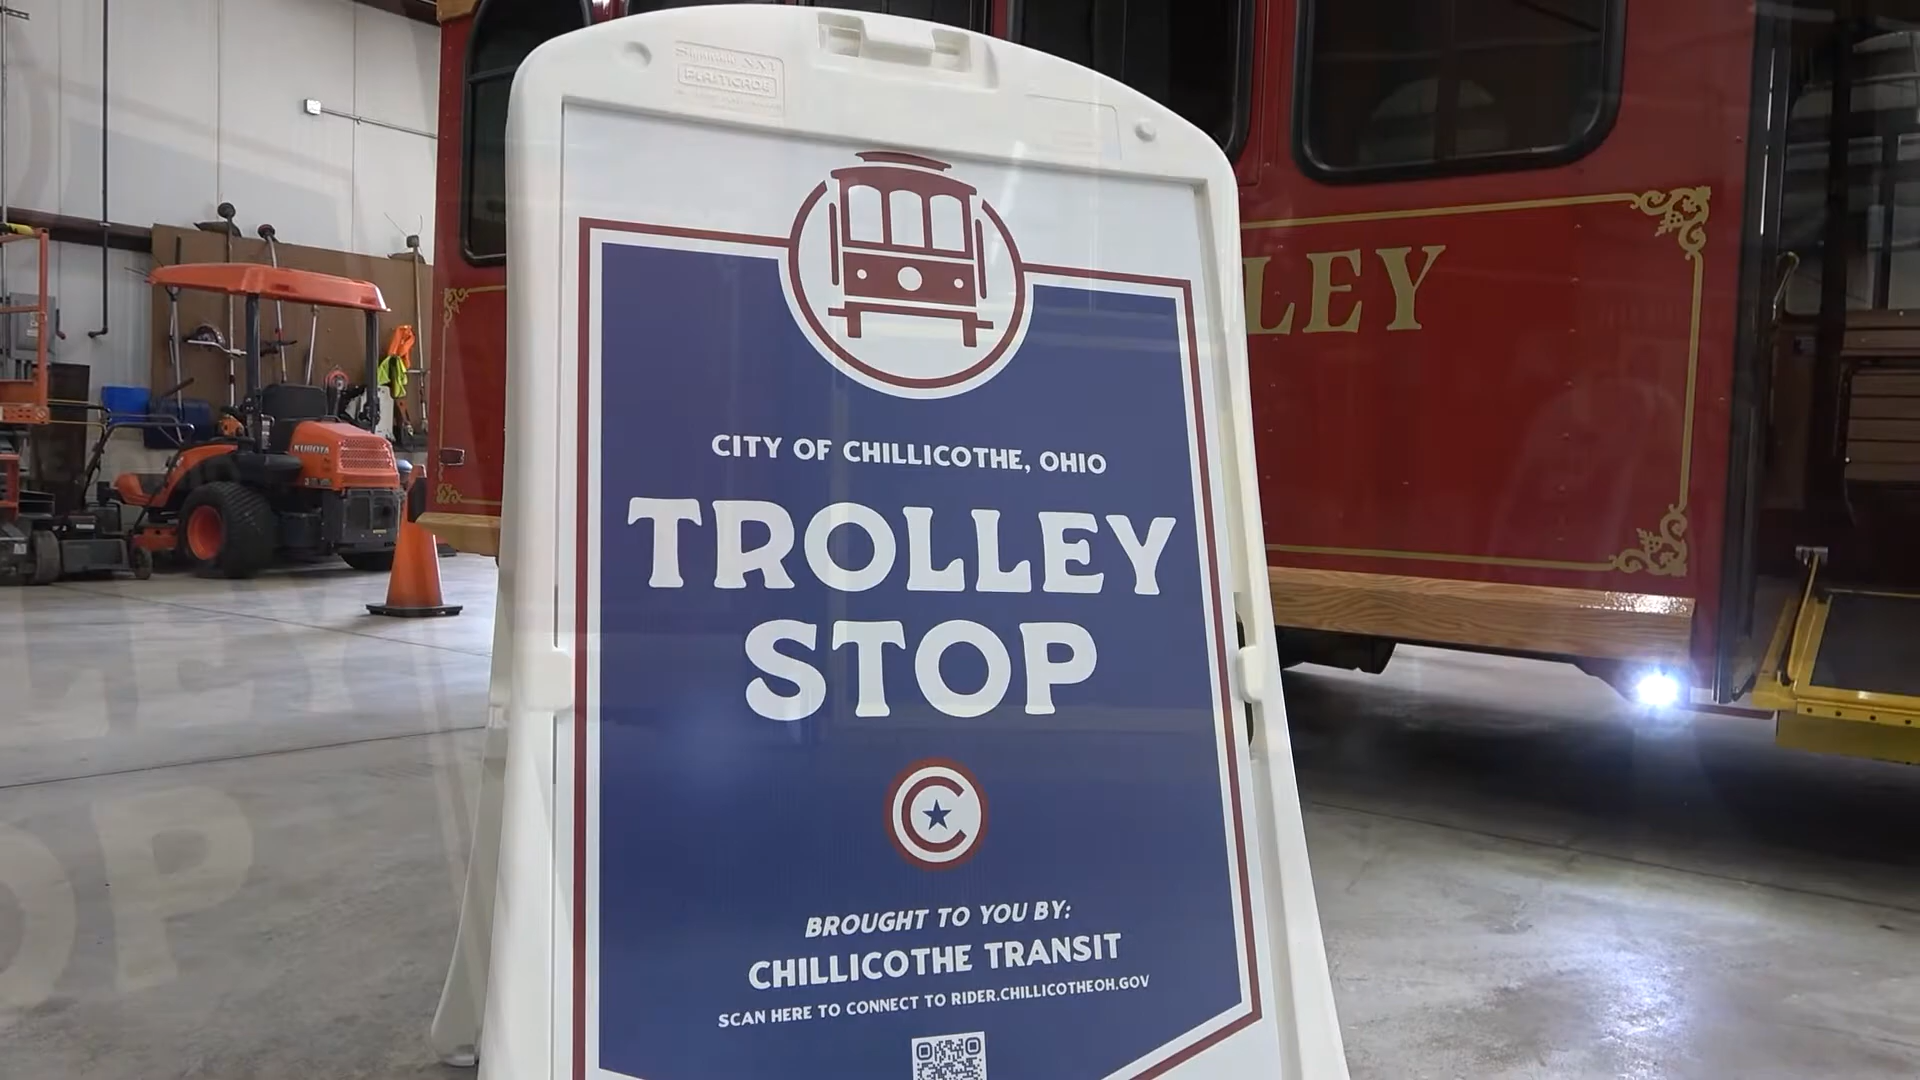 PLASTICADE
LEY
KUBOTA
CITY OF CHILLICOTHE, OHIO
TROLLEY
STOP
C
BROUGHT TO YOU BY:
CHILLICOTHE TRANSIT
SCAN HERE TO CONNECT TO RIDER.CHILLICOTHEOH.GOV